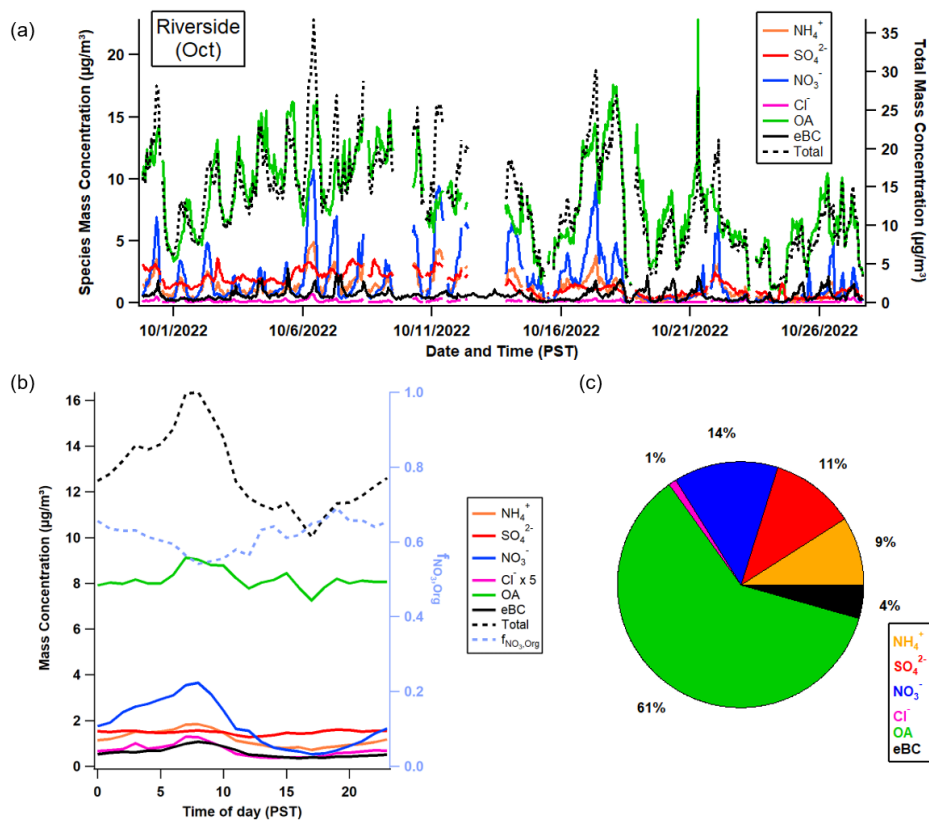 (a)
Riverside
(Oct)
Species Mass Concentration (µg/m³)
20
15
10
5
0
Total Mass Concentration (µg/m³)
35
30
25
20
15
10
5
0
NH₄⁺
SO₄²⁻
NO₃⁻
Cl⁻
OA
eBC
Total
10/1/2022
10/6/2022
10/11/2022
10/16/2022
10/21/2022
10/26/2022
Date and Time (PST)
(b)
Mass Concentration (µg/m³)
16
14
12
10
8
6
4
2
0
1.0
0.8
0.6
0.4
0.2
0.0
fNO₃,Org
0
5
10
15
20
Time of day (PST)
NH₄⁺
SO₄²⁻
NO₃⁻
Cl⁻ x 5
OA
eBC
Total
fNO₃,Org
(c)
14%
1%
11%
9%
4%
61%
NH₄⁺
SO₄²⁻
NO₃⁻
Cl⁻
OA
eBC